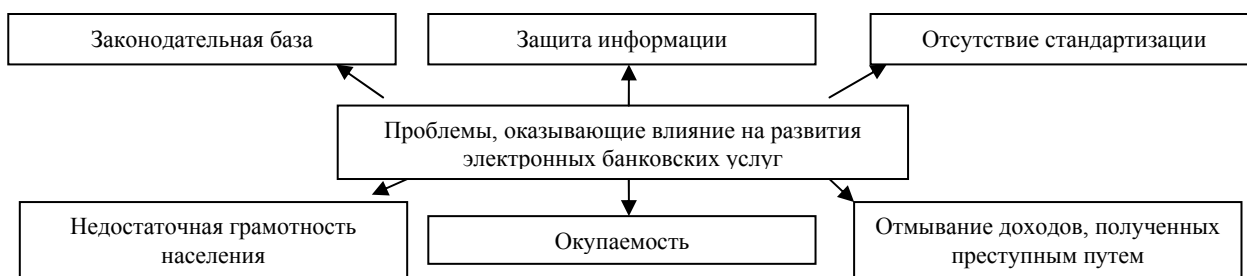 Законодательная база
Защита информации
Отсутствие стандартизации
Проблемы, оказывающие влияние на развития
электронных банковских услуг
Недостаточная грамотность
населения
Окупаемость
Отмывание доходов, полученных
преступным путем